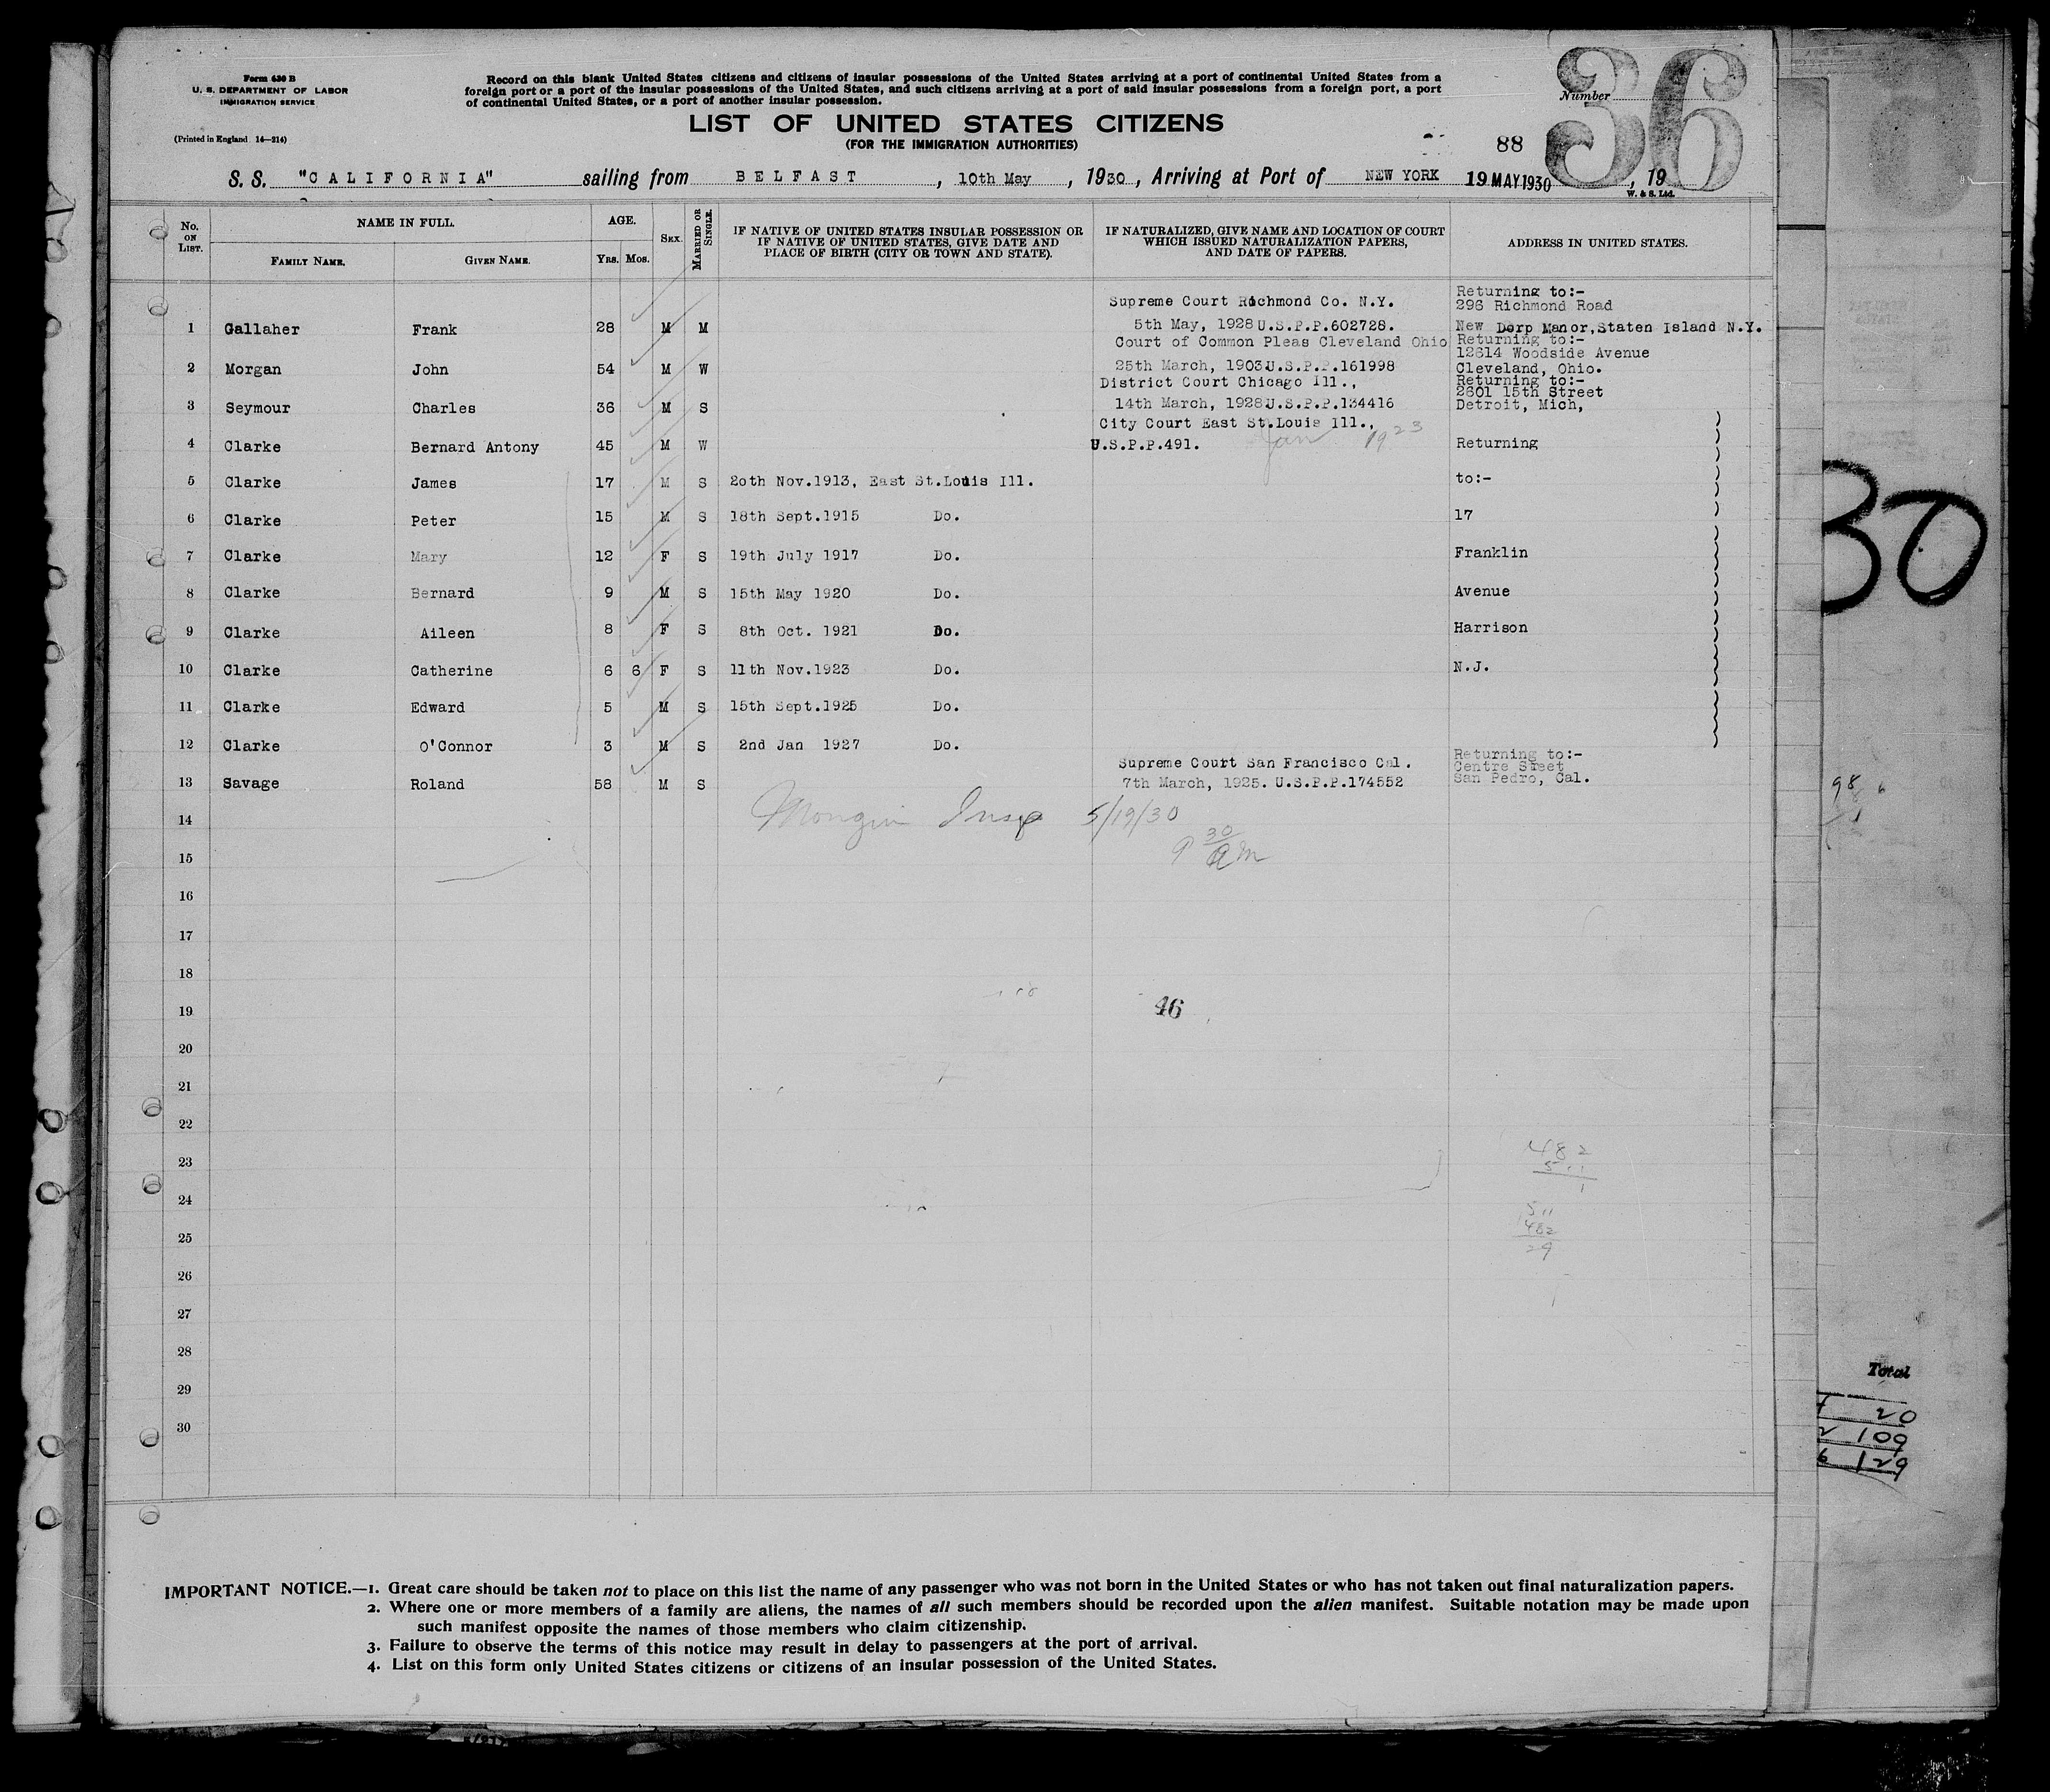 Form 630 B
U. S. DEPARTMENT OF LABOR
IMMIGRATION SERVICE
(Printed in England 14—214)
Record on this blank United States citizens and citizens of insular possessions of the United States arriving at a port of continental United States from a
foreign port or a port of the insular possessions of the United States, and such citizens arriving at a port of said insular possessions from a foreign port, a port
of continental United States, or a port of another insular possession.
Number
36
LIST OF UNITED STATES CITIZENS
(FOR THE IMMIGRATION AUTHORITIES)
88
S. S. "CALIFORNIA" sailing from BELFAST, 10th May, 1930, Arriving at Port of NEW YORK 19 MAY 1930, 19
W. & S. Ltd.
No. ON LIST. NAME IN FULL. AGE. SEX. MARRIED OR SINGLE. IF NATIVE OF UNITED STATES INSULAR POSSESSION OR IF NATIVE OF UNITED STATES, GIVE DATE AND PLACE OF BIRTH (CITY OR TOWN AND STATE). IF NATURALIZED, GIVE NAME AND LOCATION OF COURT WHICH ISSUED NATURALIZATION PAPERS, AND DATE OF PAPERS. ADDRESS IN UNITED STATES.
FAMILY NAME. GIVEN NAME. YRS. MOS.
Supreme Court Richmond Co. N.Y. Returning to:- 296 Richmond Road
1 Gallaher Frank 28 M M 5th May, 1928 U.S.P.P.602728. New Dorp Manor, Staten Island N.Y.
Court of Common Pleas Cleveland Ohio Returning to:- 12614 Woodside Avenue
2 Morgan John 54 M W 25th March, 1903 U.S.P.P.161998 Cleveland, Ohio.
District Court Chicago Ill., Returning to:- 2601 15th Street
3 Seymour Charles 36 M S 14th March, 1928 U.S.P.P.134416 Detroit, Mich,
City Court East St.Louis Ill.,
4 Clarke Bernard Antony 45 M W U.S.P.P.491. Jan 1923 Returning
5 Clarke James 17 M S 20th Nov.1913, East St.Louis Ill. to:-
6 Clarke Peter 15 M S 18th Sept.1915 Do. 17
7 Clarke Mary 12 F S 19th July 1917 Do. Franklin
8 Clarke Bernard 9 M S 15th May 1920 Do. Avenue
9 Clarke Aileen 8 F S 8th Oct. 1921 Do. Harrison
10 Clarke Catherine 6 6 F S 11th Nov.1923 Do. N.J.
11 Clarke Edward 5 M S 15th Sept.1925 Do.
12 Clarke O'Connor 3 M S 2nd Jan 1927 Do.
Supreme Court San Francisco Cal. Returning to:- Centre Street
13 Savage Roland 58 M S 7th March, 1925. U.S.P.P.174552 San Pedro, Cal.
14 Insp 5/19/30
9 30 AM
15
16
17
18
19 46
20
21
22
23 482
24
25 511
482
29
26
27
28
29
30
30
98 6
Total
20
109
129
IMPORTANT NOTICE.—1. Great care should be taken not to place on this list the name of any passenger who was not born in the United States or who has not taken out final naturalization papers.
2. Where one or more members of a family are aliens, the names of all such members should be recorded upon the alien manifest. Suitable notation may be made upon
such manifest opposite the names of those members who claim citizenship.
3. Failure to observe the terms of this notice may result in delay to passengers at the port of arrival.
4. List on this form only United States citizens or citizens of an insular possession of the United States.